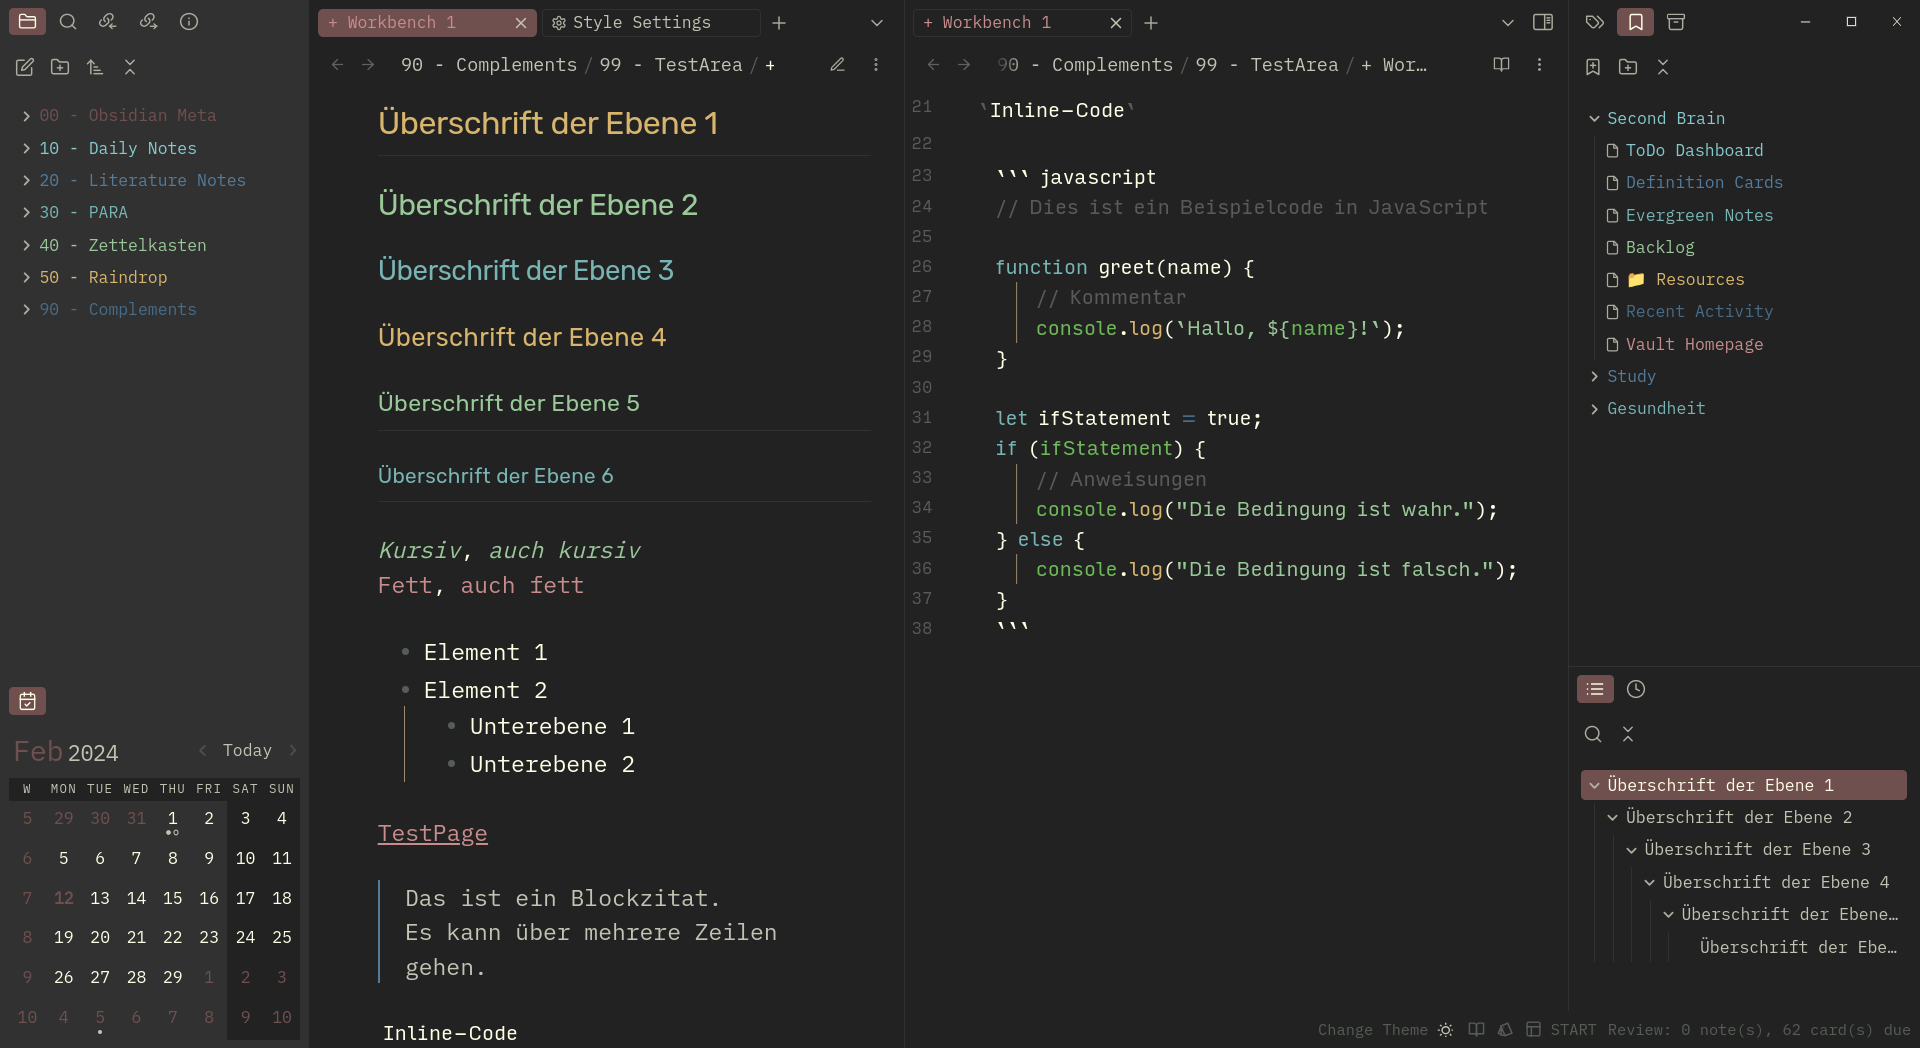 00 - Obsidian Meta
10 - Daily Notes
20 - Literature Notes
30 - PARA
40 - Zettelkasten
50 - Raindrop
90 - Complements
Feb 2024
Today
W MON TUE WED THU FRI SAT SUN
5 29 30 31 1 2 3 4
6 5 6 7 8 9 10 11
7 12 13 14 15 16 17 18
8 19 20 21 22 23 24 25
9 26 27 28 29 1 2 3
10 4 5 6 7 8 9 10
+ Workbench 1
Style Settings
90 - Complements / 99 - TestArea / +
Überschrift der Ebene 1
Überschrift der Ebene 2
Überschrift der Ebene 3
Überschrift der Ebene 4
Überschrift der Ebene 5
Überschrift der Ebene 6
Kursiv, auch kursiv
Fett, auch fett
Element 1
Element 2
Unterebene 1
Unterebene 2
TestPage
Das ist ein Blockzitat.
Es kann über mehrere Zeilen
gehen.
Inline-Code
+ Workbench 1
90 - Complements / 99 - TestArea / + Wor…
21 `Inline-Code`
22
23 ``` javascript
24 // Dies ist ein Beispielcode in JavaScript
25
26 function greet(name) {
27 // Kommentar
28 console.log(`Hallo, ${name}!`);
29 }
30
31 let ifStatement = true;
32 if (ifStatement) {
33 // Anweisungen
34 console.log("Die Bedingung ist wahr.");
35 } else {
36 console.log("Die Bedingung ist falsch.");
37 }
38 ```
Second Brain
ToDo Dashboard
Definition Cards
Evergreen Notes
Backlog
📁 Resources
Recent Activity
Vault Homepage
Study
Gesundheit
Überschrift der Ebene 1
Überschrift der Ebene 2
Überschrift der Ebene 3
Überschrift der Ebene 4
Überschrift der Ebene…
Überschrift der Ebe…
Change Theme START Review: 0 note(s), 62 card(s) due